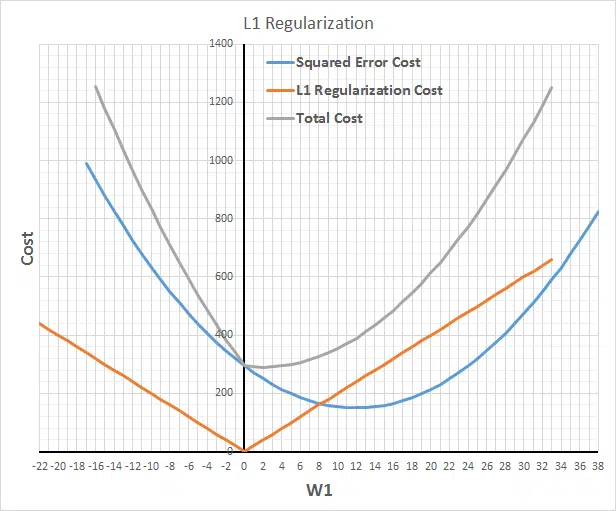 L1 Regularization
1400
1200
1000
800
600
400
200
0
Squared Error Cost
L1 Regularization Cost
Total Cost
Cost
-22 -20 -18 -16 -14 -12 -10 -8 -6 -4 -2 0 2 4 6 8 10 12 14 16 18 20 22 24 26 28 30 32 34 36 38
W1